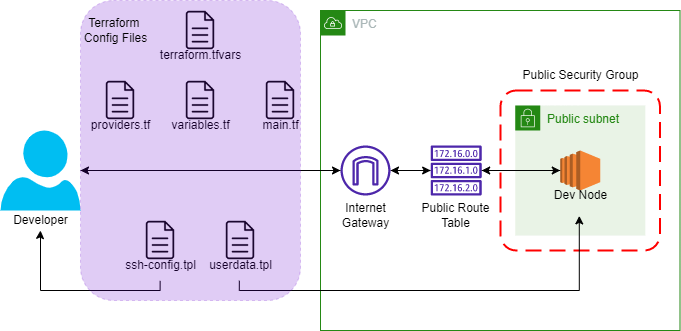 Terraform
Config Files
terraform.tfvars
providers.tf
variables.tf
main.tf
ssh-config.tpl
userdata.tpl
Developer
VPC
Internet
Gateway
172.16.0.0
172.16.1.0
172.16.2.0
Public Route
Table
Public Security Group
Public subnet
Dev Node